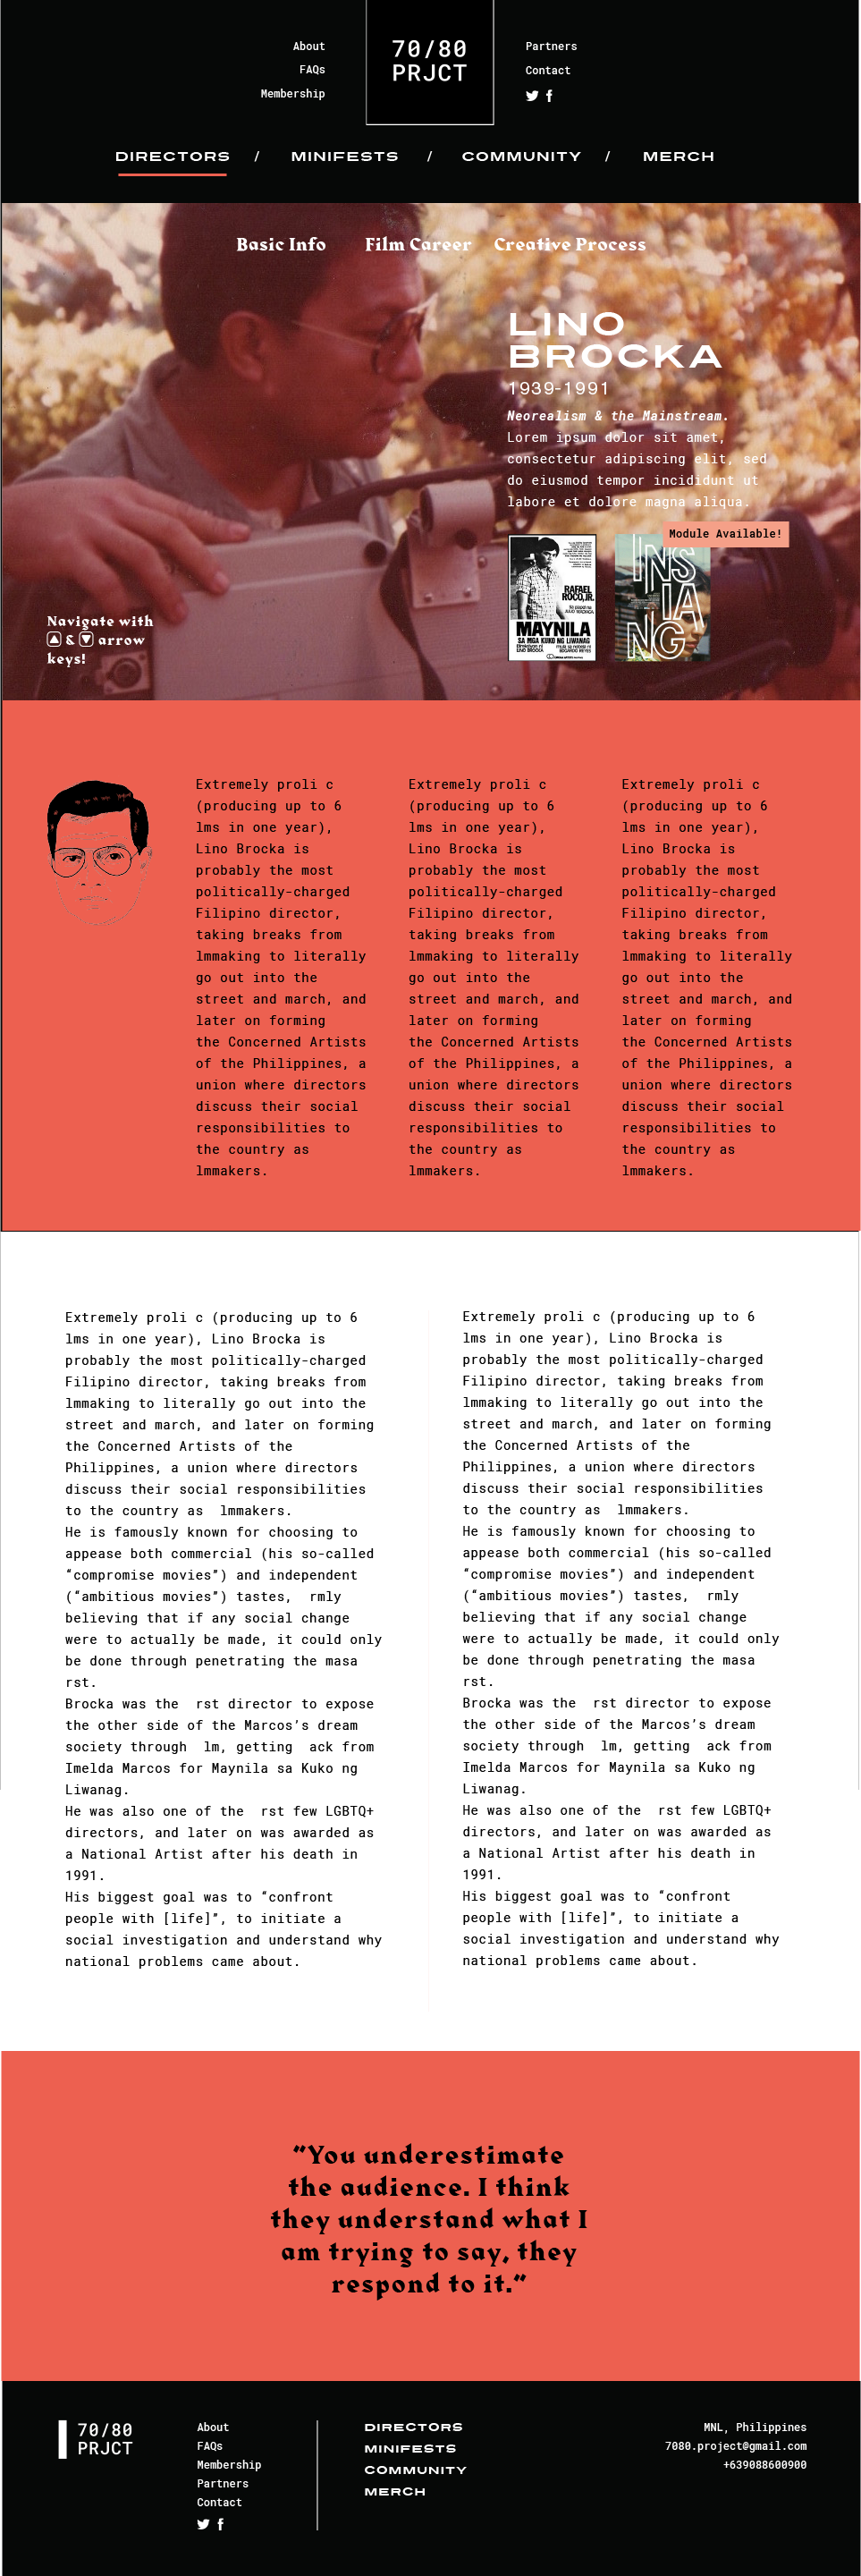 About
FAQs
Membership
70/80
PRJCT
Partners
Contact
DIRECTORS / MINIFESTS / COMMUNITY / MERCH
Basic Info Film Career Creative Process
LINO
BROCKA
1939-1991
Neorealism & the Mainstream.
Lorem ipsum dolor sit amet,
consectetur adipiscing elit, sed
do eiusmod tempor incididunt ut
labore et dolore magna aliqua.
Module Available!
RAFAEL
ROCO, JR.
MAYNILA
SA MGA KUKO NG LIWANAG
INS
IA
NG
Navigate with
& arrow
keys!
Extremely proli c
(producing up to 6
lms in one year),
Lino Brocka is
probably the most
politically-charged
Filipino director,
taking breaks from
lmmaking to literally
go out into the
street and march, and
later on forming
the Concerned Artists
of the Philippines, a
union where directors
discuss their social
responsibilities to
the country as
lmmakers.
Extremely proli c
(producing up to 6
lms in one year),
Lino Brocka is
probably the most
politically-charged
Filipino director,
taking breaks from
lmmaking to literally
go out into the
street and march, and
later on forming
the Concerned Artists
of the Philippines, a
union where directors
discuss their social
responsibilities to
the country as
lmmakers.
Extremely proli c
(producing up to 6
lms in one year),
Lino Brocka is
probably the most
politically-charged
Filipino director,
taking breaks from
lmmaking to literally
go out into the
street and march, and
later on forming
the Concerned Artists
of the Philippines, a
union where directors
discuss their social
responsibilities to
the country as
lmmakers.
Extremely proli c (producing up to 6
lms in one year), Lino Brocka is
probably the most politically-charged
Filipino director, taking breaks from
lmmaking to literally go out into the
street and march, and later on forming
the Concerned Artists of the
Philippines, a union where directors
discuss their social responsibilities
to the country as  lmmakers.
He is famously known for choosing to
appease both commercial (his so-called
“compromise movies”) and independent
(“ambitious movies”) tastes,  rmly
believing that if any social change
were to actually be made, it could only
be done through penetrating the masa
rst.
Brocka was the  rst director to expose
the other side of the Marcos’s dream
society through  lm, getting  ack from
Imelda Marcos for Maynila sa Kuko ng
Liwanag.
He was also one of the  rst few LGBTQ+
directors, and later on was awarded as
a National Artist after his death in
1991.
His biggest goal was to “confront
people with [life]”, to initiate a
social investigation and understand why
national problems came about.
Extremely proli c (producing up to 6
lms in one year), Lino Brocka is
probably the most politically-charged
Filipino director, taking breaks from
lmmaking to literally go out into the
street and march, and later on forming
the Concerned Artists of the
Philippines, a union where directors
discuss their social responsibilities
to the country as  lmmakers.
He is famously known for choosing to
appease both commercial (his so-called
“compromise movies”) and independent
(“ambitious movies”) tastes,  rmly
believing that if any social change
were to actually be made, it could only
be done through penetrating the masa
rst.
Brocka was the  rst director to expose
the other side of the Marcos’s dream
society through  lm, getting  ack from
Imelda Marcos for Maynila sa Kuko ng
Liwanag.
He was also one of the  rst few LGBTQ+
directors, and later on was awarded as
a National Artist after his death in
1991.
His biggest goal was to “confront
people with [life]”, to initiate a
social investigation and understand why
national problems came about.
“You underestimate
the audience. I think
they understand what I
am trying to say, they
respond to it.”
70/80
PRJCT
About
FAQs
Membership
Partners
Contact
DIRECTORS
MINIFESTS
COMMUNITY
MERCH
MNL, Philippines
7080.project@gmail.com
+639088600900